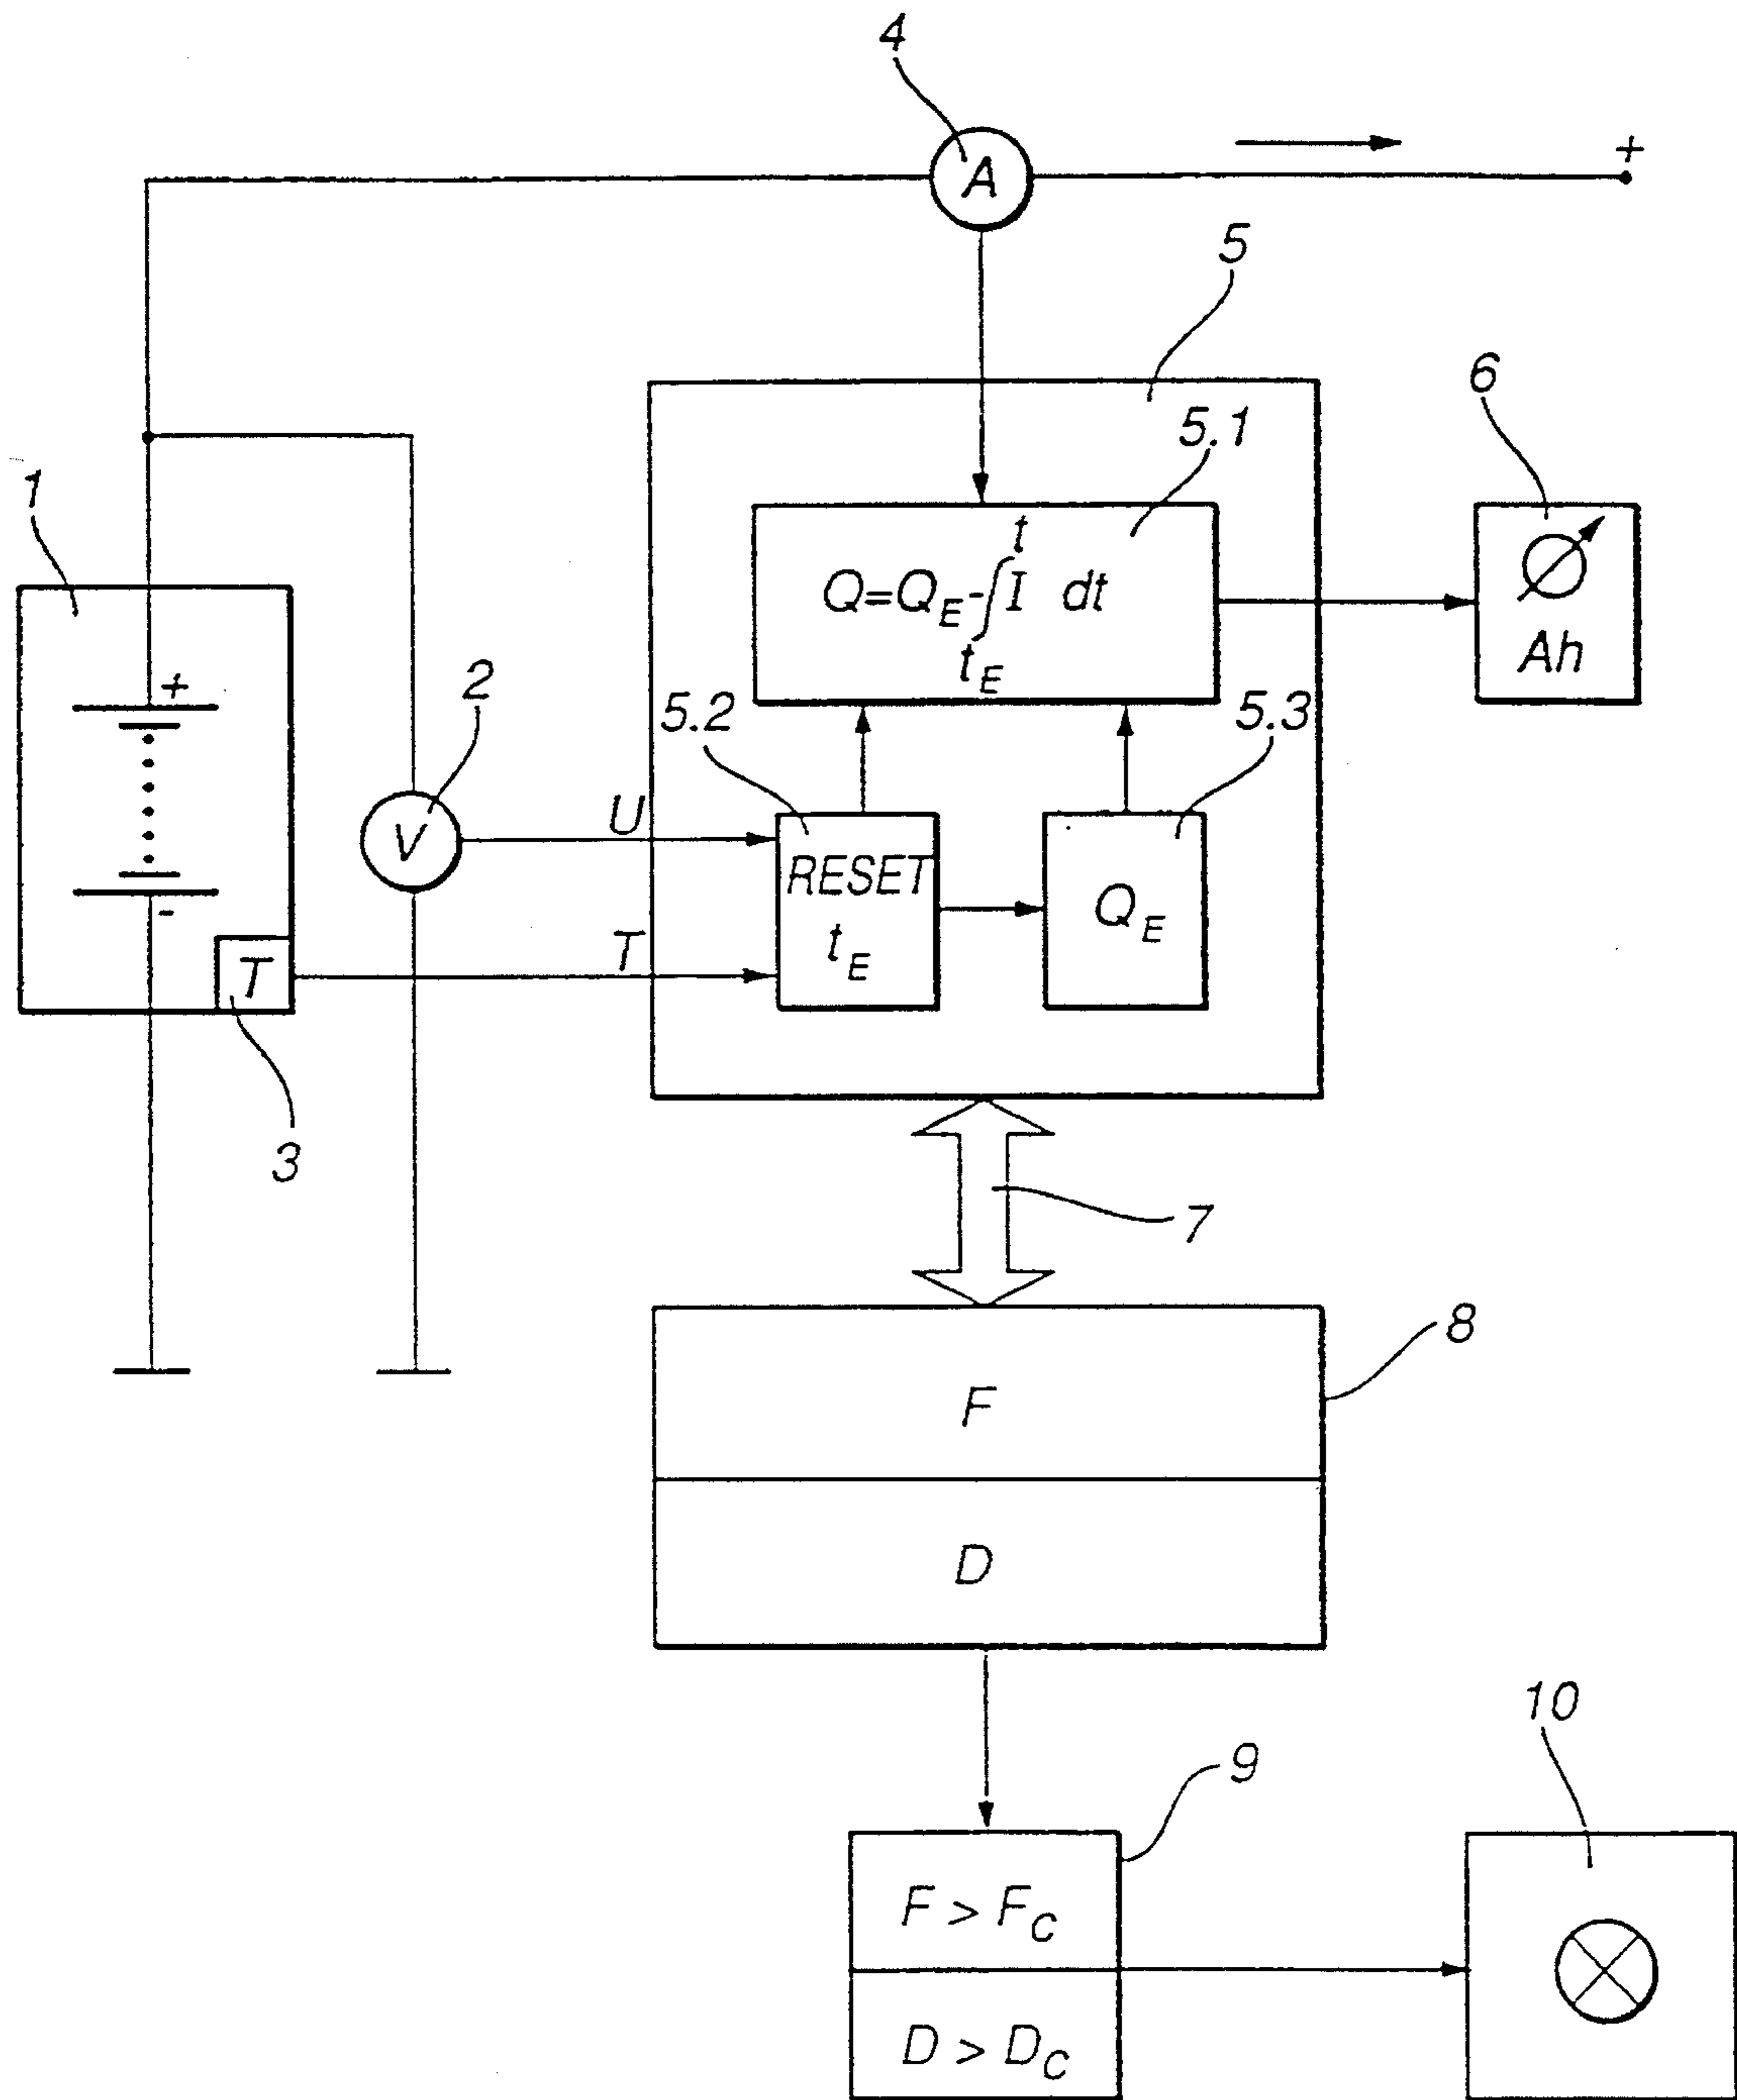 4
A
+
5
6
5.1
1
t
Q=Q_E-∫I dt
t_E
Ah
+
2
5.2
5.3
U
V
RESET
t_E
Q_E
-
T
T
3
7
8
F
D
10
9
F > F_C
D > D_C